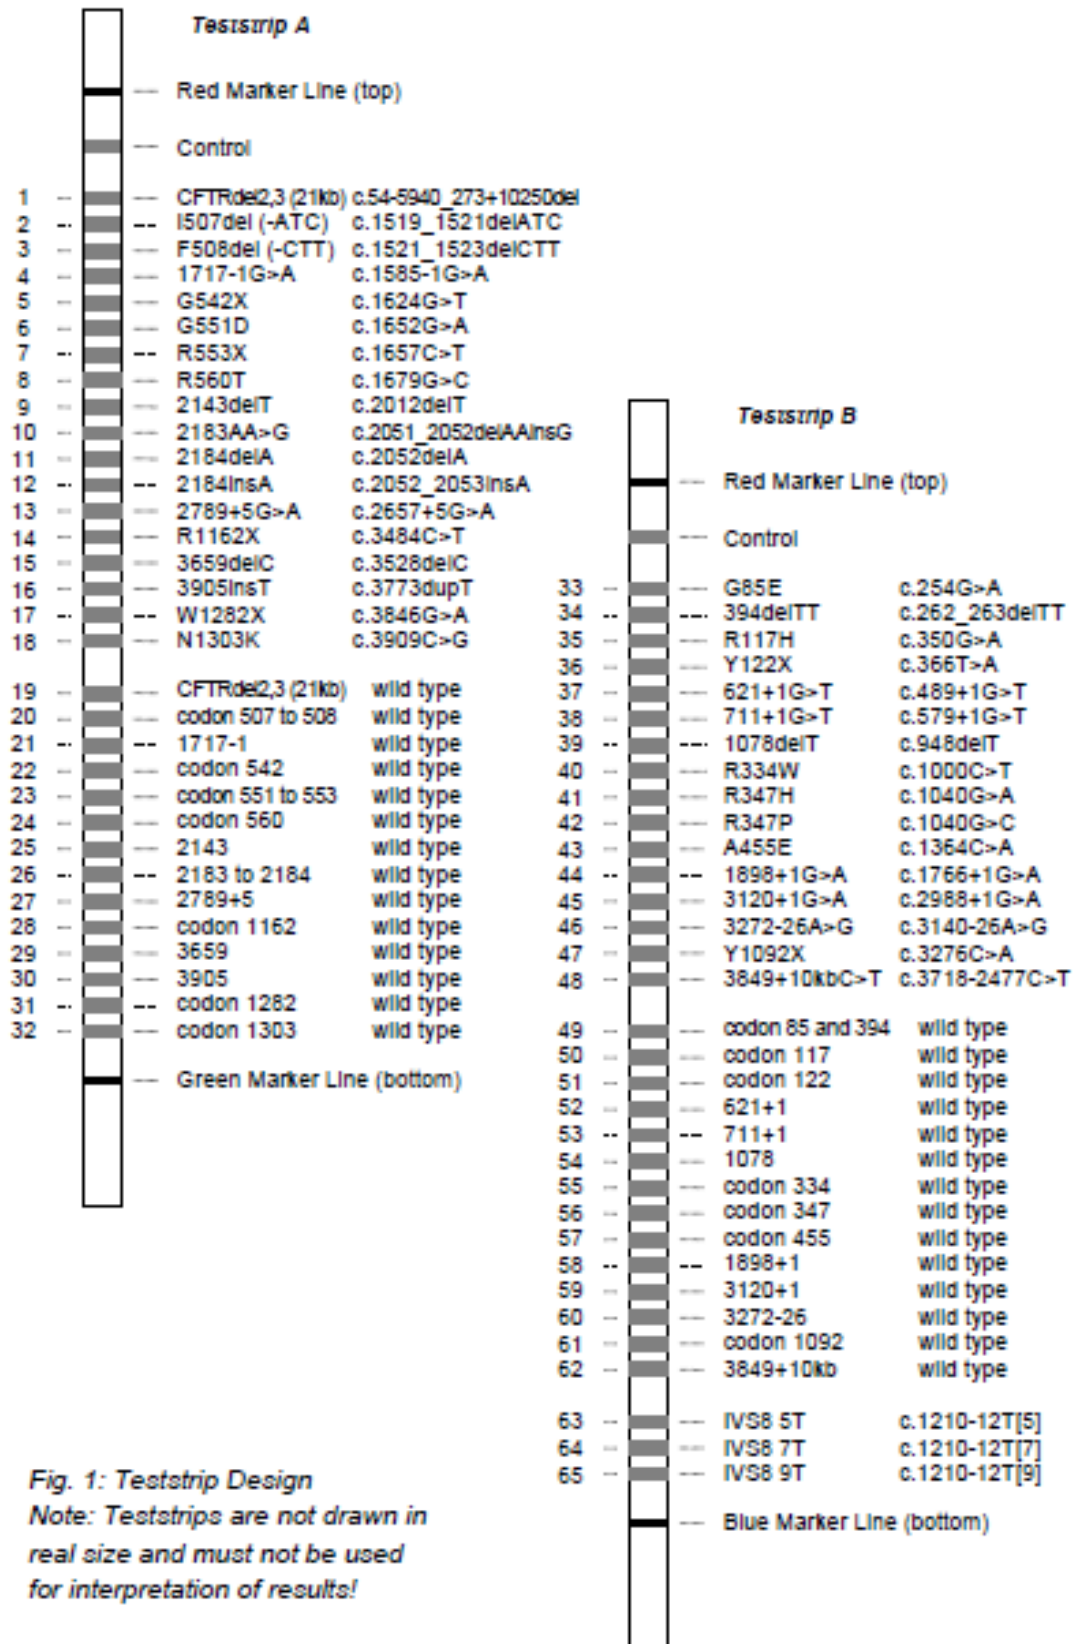 Teststrip A
Red Marker Line (top)
Control
1 CFTRdel2,3 (21kb) c.54-5940_273+10250del
2 I507del (-ATC) c.1519_1521delATC
3 F508del (-CTT) c.1521_1523delCTT
4 1717-1G>A c.1585-1G>A
5 G542X c.1624G>T
6 G551D c.1652G>A
7 R553X c.1657C>T
8 R560T c.1679G>C
9 2143delT c.2012delT
10 2183AA>G c.2051_2052delAAinsG
11 2184delA c.2052delA
12 2184insA c.2052_2053insA
13 2789+5G>A c.2657+5G>A
14 R1162X c.3484C>T
15 3659delC c.3528delC
16 3905insT c.3773dupT
17 W1282X c.3846G>A
18 N1303K c.3909C>G
19 CFTRdel2,3 (21kb) wild type
20 codon 507 to 508 wild type
21 1717-1 wild type
22 codon 542 wild type
23 codon 551 to 553 wild type
24 codon 560 wild type
25 2143 wild type
26 2183 to 2184 wild type
27 2789+5 wild type
28 codon 1162 wild type
29 3659 wild type
30 3905 wild type
31 codon 1282 wild type
32 codon 1303 wild type
Green Marker Line (bottom)
Teststrip B
Red Marker Line (top)
Control
33 G85E c.254G>A
34 394delTT c.262_263delTT
35 R117H c.350G>A
36 Y122X c.366T>A
37 621+1G>T c.489+1G>T
38 711+1G>T c.579+1G>T
39 1078delT c.948delT
40 R334W c.1000C>T
41 R347H c.1040G>A
42 R347P c.1040G>C
43 A455E c.1364C>A
44 1898+1G>A c.1766+1G>A
45 3120+1G>A c.2988+1G>A
46 3272-26A>G c.3140-26A>G
47 Y1092X c.3276C>A
48 3849+10kbC>T c.3718-2477C>T
49 codon 85 and 394 wild type
50 codon 117 wild type
51 codon 122 wild type
52 621+1 wild type
53 711+1 wild type
54 1078 wild type
55 codon 334 wild type
56 codon 347 wild type
57 codon 455 wild type
58 1898+1 wild type
59 3120+1 wild type
60 3272-26 wild type
61 codon 1092 wild type
62 3849+10kb wild type
63 IVS8 5T c.1210-12T[5]
64 IVS8 7T c.1210-12T[7]
65 IVS8 9T c.1210-12T[9]
Blue Marker Line (bottom)
Fig. 1: Teststrip Design
Note: Teststrips are not drawn in
real size and must not be used
for interpretation of results!